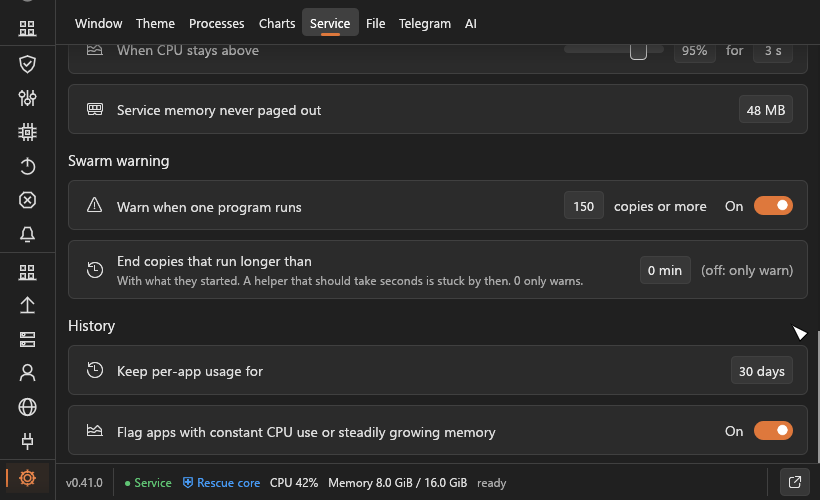 Window Theme Processes Charts Service File Telegram AI
When CPU stays above 95% for 3 s
Service memory never paged out 48 MB
Swarm warning
Warn when one program runs 150 copies or more On
End copies that run longer than
With what they started. A helper that should take seconds is stuck by then. 0 only warns.
0 min (off: only warn)
History
Keep per-app usage for 30 days
Flag apps with constant CPU use or steadily growing memory On
v0.41.0 Service Rescue core CPU 42% Memory 8.0 GiB / 16.0 GiB ready